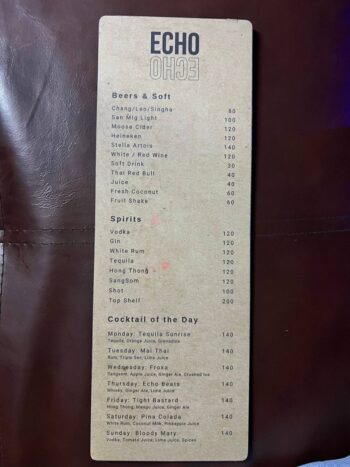 ECHO
ECHO
Beers & Soft
Chang/Leo/Singha 80
San Mig Light 100
Moose Cider 120
Heineken 120
Stella Artois 140
White / Red Wine 120
Soft Drink 30
Thai Red Bull 40
Juice 40
Fresh Coconut 60
Fruit Shake 60
Spirits
Vodka 120
Gin 120
White Rum 120
Tequila 120
Hong Thong 120
SangSom 120
Shot 100
Top Shelf 200
Cocktail of the Day
Monday: Tequila Sunrise 140
Tequila, Orange Juice, Grenadine
Tuesday: Mai Thai 140
Rum, Triple Sec, Lime Juice
Wednesday: Froxa 140
Sangsom, Apple Juice, Ginger Ale, Crushed Ice
Thursday: Echo Beats 140
Whisky, Ginger Ale, Lime Juice
Friday: Tight Bastard 140
Hong Thong, Mango Juice, Ginger Ale
Saturday: Pina Colada 140
White Rum, Coconut Milk, Pineapple Juice
Sunday: Bloody Mary 140
Vodka, Tomato Juice, Lime Juice, Spices